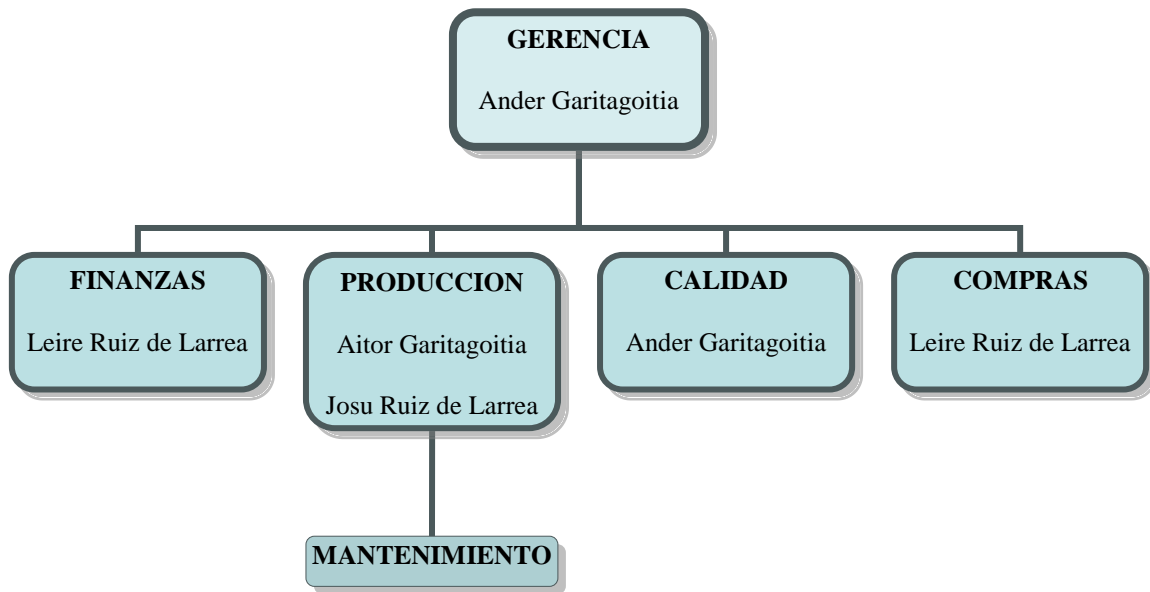 GERENCIA
Ander Garitagoitia
FINANZAS
Leire Ruiz de Larrea
PRODUCCION
Aitor Garitagoitia
Josu Ruiz de Larrea
CALIDAD
Ander Garitagoitia
COMPRAS
Leire Ruiz de Larrea
MANTENIMIENTO